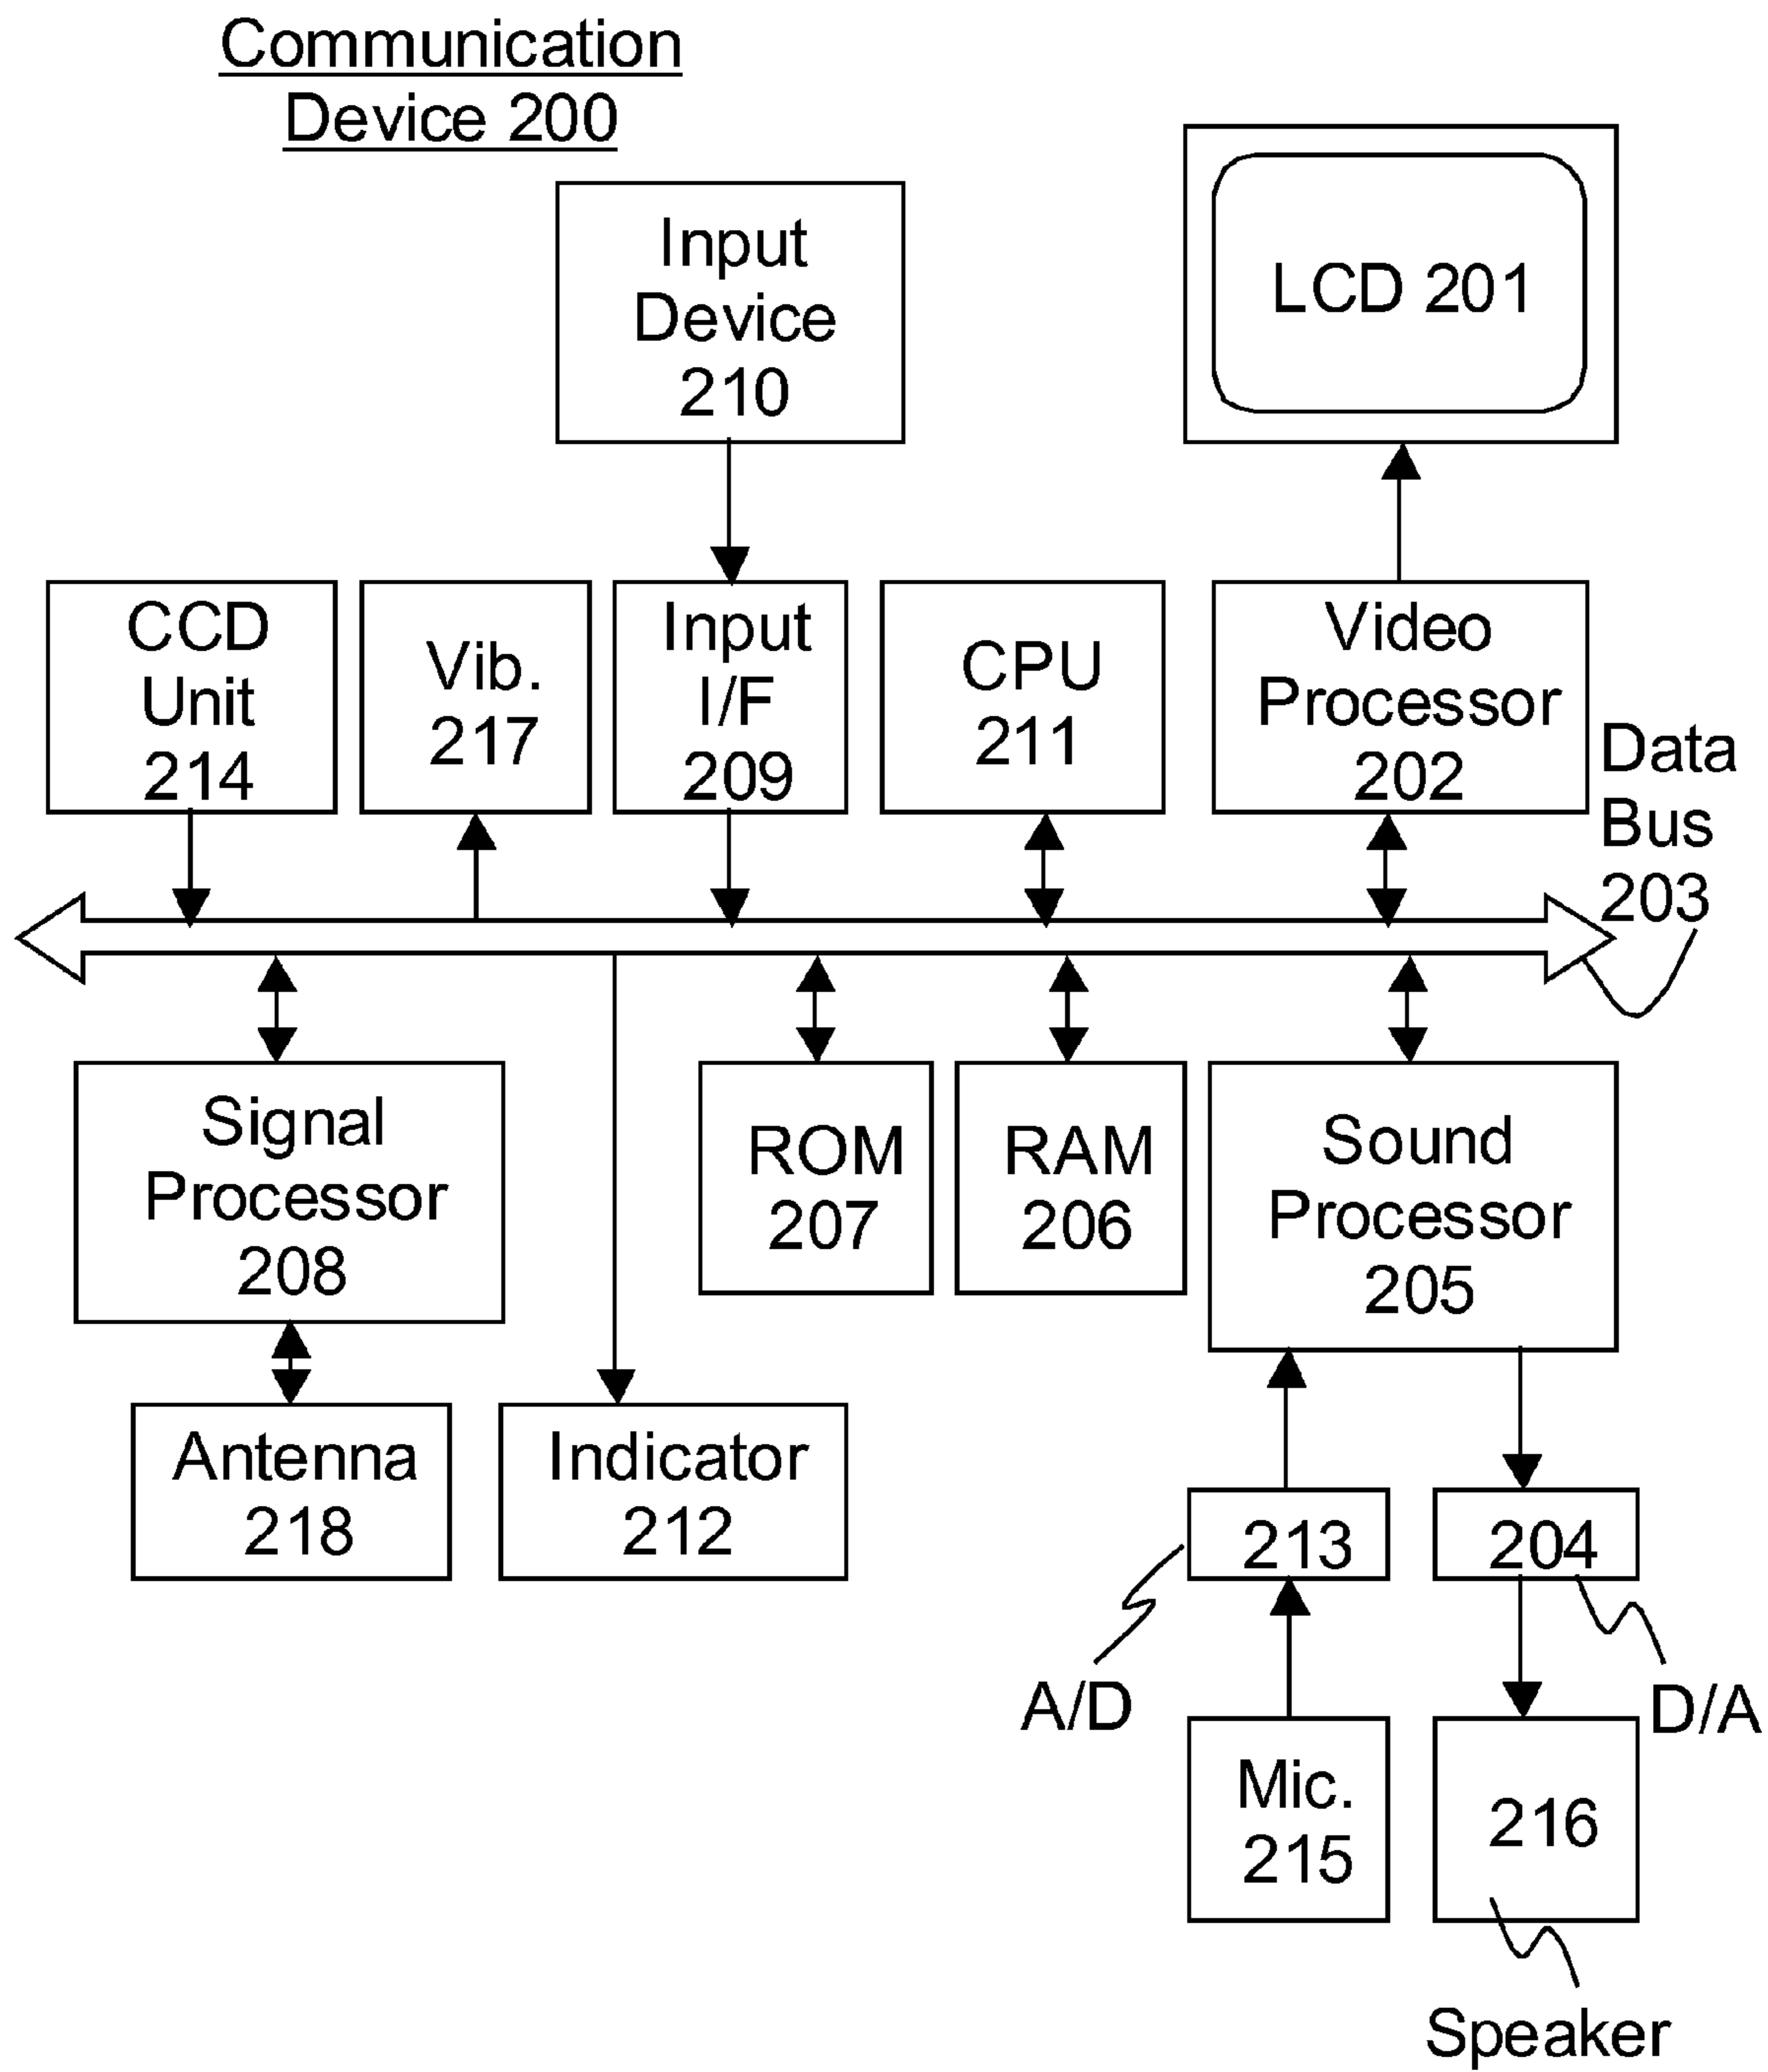 Communication
Device 200
Input
Device
210
LCD 201
CCD
Unit
214
Vib.
217
Input
I/F
209
CPU
211
Video
Processor
202
Data
Bus
203
Signal
Processor
208
ROM
207
RAM
206
Sound
Processor
205
Antenna
218
Indicator
212
213
204
A/D
D/A
Mic.
215
216
Speaker